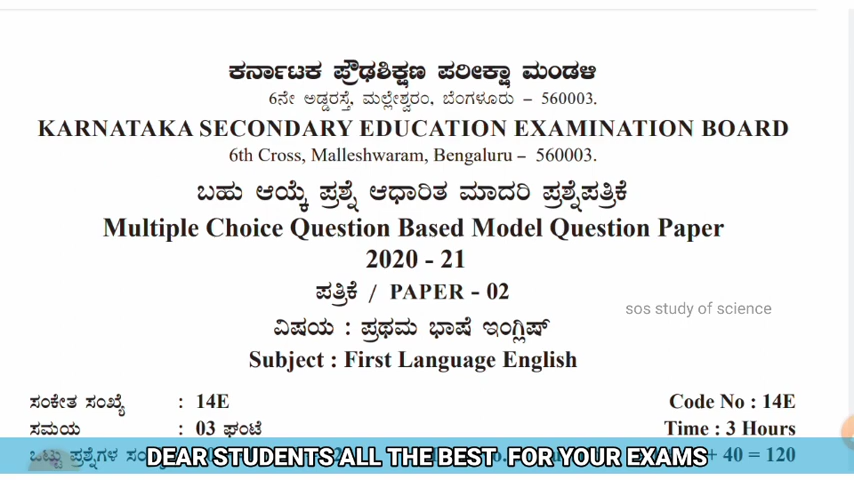 ಕರ್ನಾಟಕ ಪ್ರೌಢಶಿಕ್ಷಣ ಪರೀಕ್ಷಾ ಮಂಡಳಿ
6ನೇ ಅಡ್ಡರಸ್ತೆ, ಮಲ್ಲೇಶ್ವರಂ, ಬೆಂಗಳೂರು – 560003.
KARNATAKA SECONDARY EDUCATION EXAMINATION BOARD
6th Cross, Malleshwaram, Bengaluru – 560003.
ಬಹು ಆಯ್ಕೆ ಪ್ರಶ್ನೆ ಆಧಾರಿತ ಮಾದರಿ ಪ್ರಶ್ನೆಪತ್ರಿಕೆ
Multiple Choice Question Based Model Question Paper
2020 - 21
ಪತ್ರಿಕೆ / PAPER - 02
sos study of science
ವಿಷಯ : ಪ್ರಥಮ ಭಾಷೆ ಇಂಗ್ಲಿಷ್
Subject : First Language English
ಸಂಕೇತ ಸಂಖ್ಯೆ : 14E Code No : 14E
ಸಮಯ : 03 ಘಂಟೆ Time : 3 Hours
ಒಟ್ಟು ಪ್ರಶ್ನೆಗಳ + 40 = 120
DEAR STUDENTS ALL THE BEST FOR YOUR EXAMS